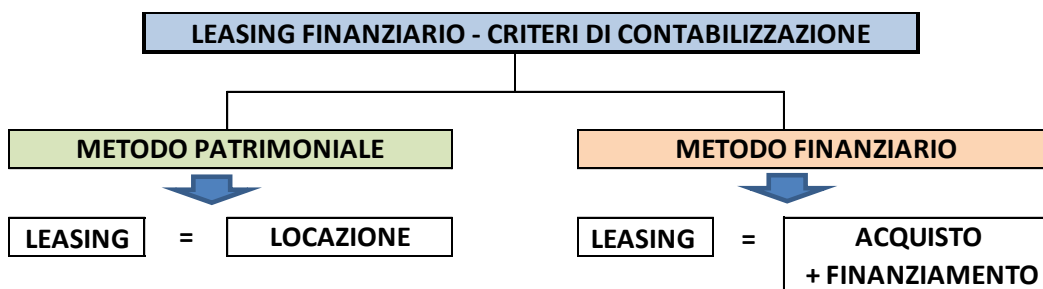 LEASING FINANZIARIO - CRITERI DI CONTABILIZZAZIONE
METODO PATRIMONIALE
METODO FINANZIARIO
LEASING = LOCAZIONE
LEASING = ACQUISTO
+ FINANZIAMENTO